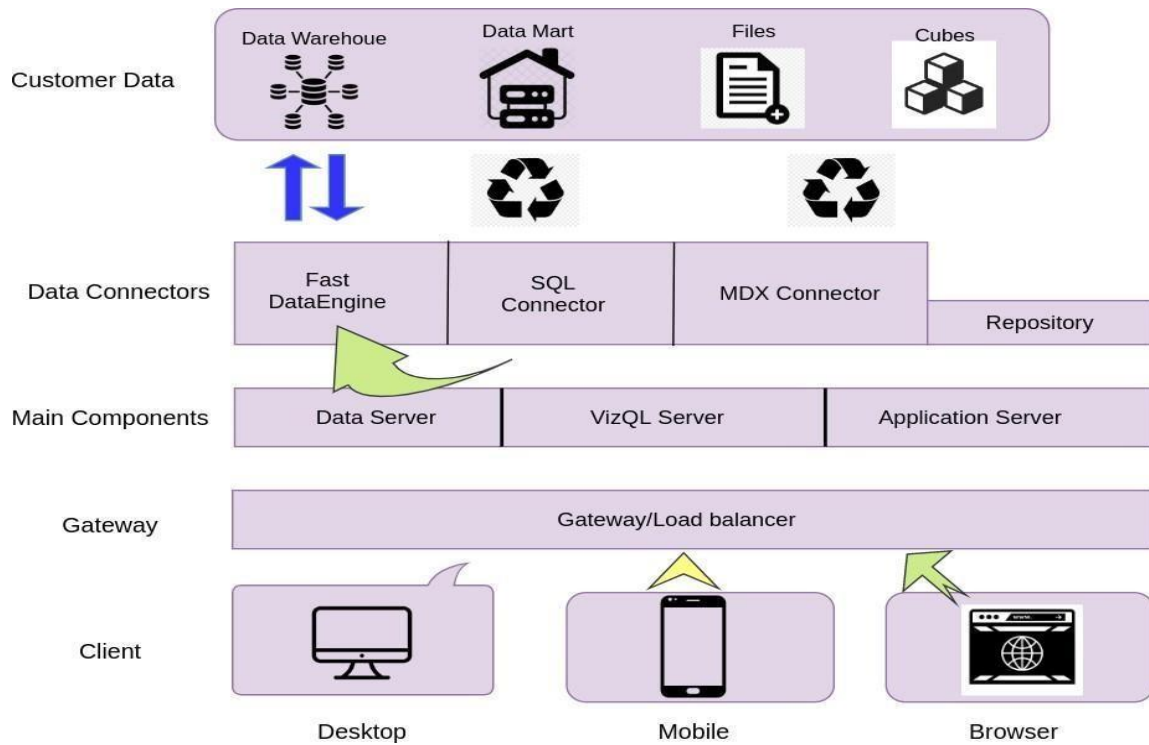 Data Warehoue
Data Mart
Files
Cubes
Customer Data
Fast
DataEngine
SQL
Connector
MDX Connector
Data Connectors
Repository
Main Components
Data Server
VizQL Server
Application Server
Gateway
Gateway/Load balancer
WWW.
Client
Desktop
Mobile
Browser